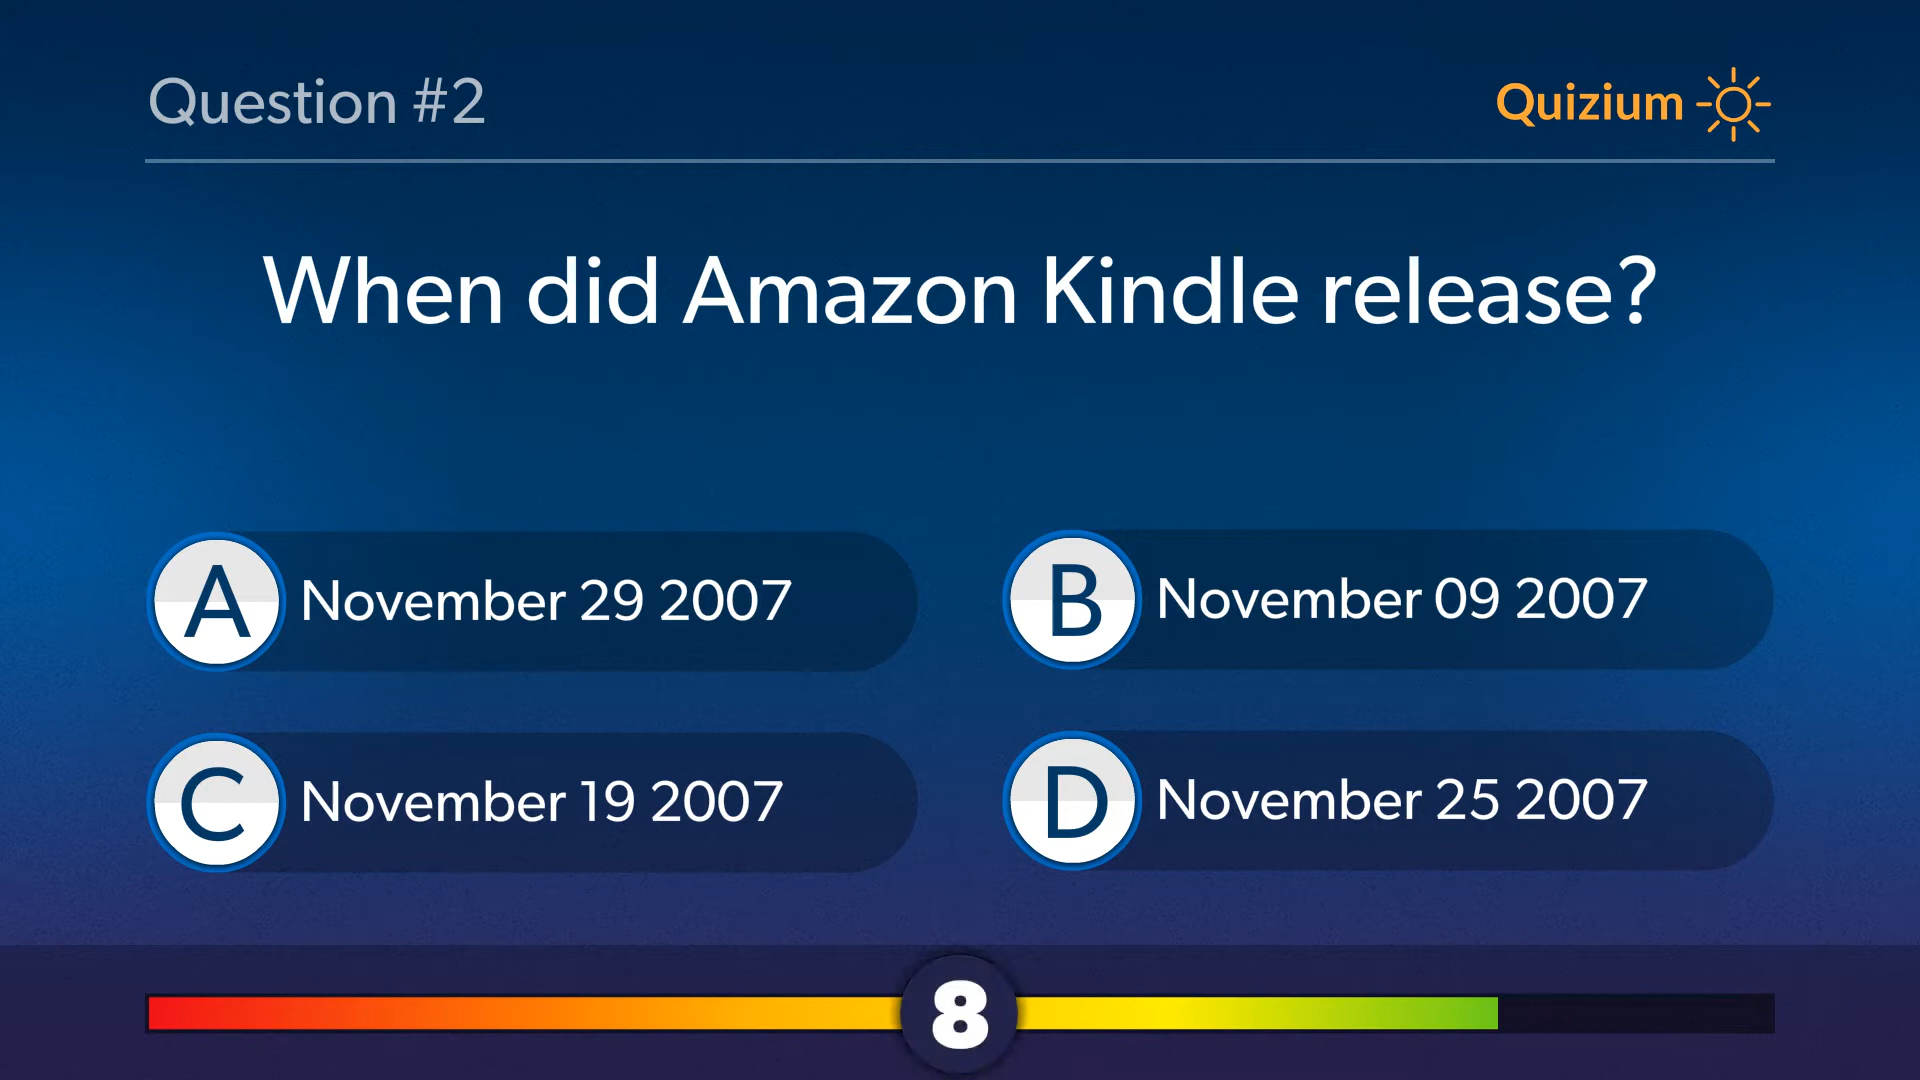 Question #2
Quizium
When did Amazon Kindle release?
A November 29 2007
B November 09 2007
C November 19 2007
D November 25 2007
8